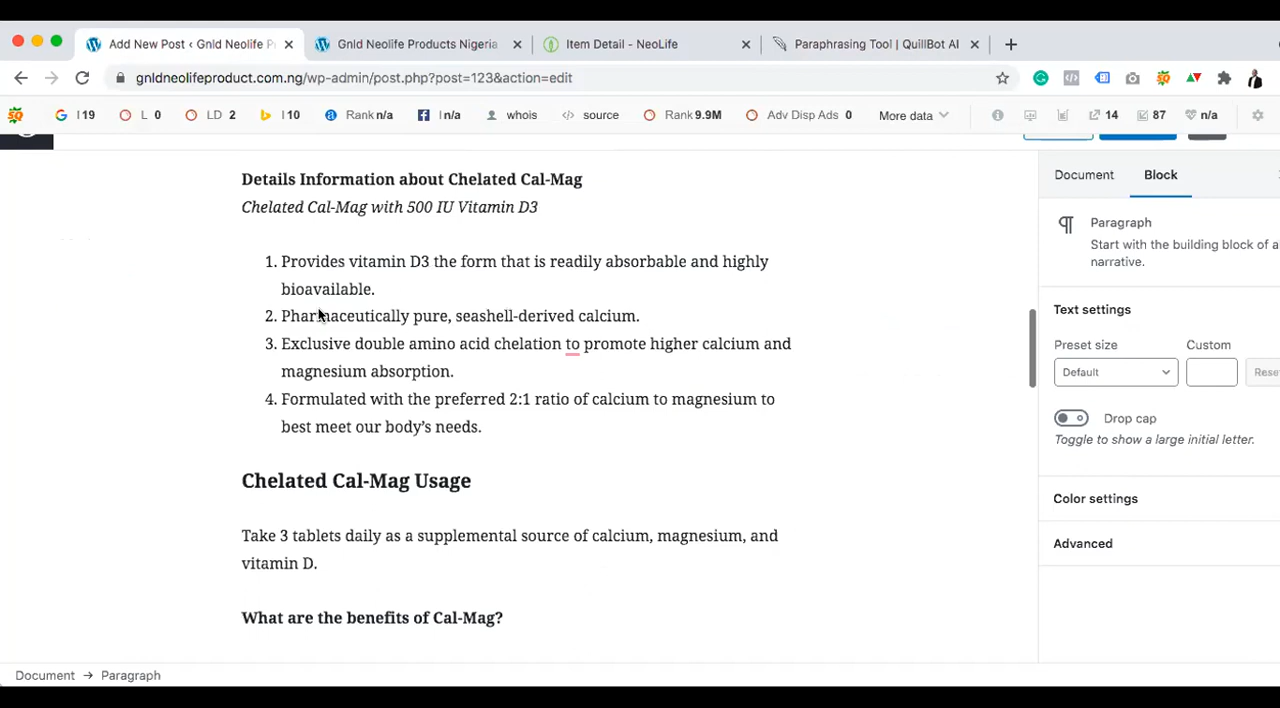 Add New Post ‹ Gnld Neolife P
Gnld Neolife Products Nigeria
Item Detail - NeoLife
Paraphrasing Tool | QuillBot AI
gnldneolifeproduct.com.ng/wp-admin/post.php?post=123&action=edit
I 19
L 0
LD 2
I 10
Rank n/a
I n/a
whois
source
Rank 9.9M
Adv Disp Ads 0
More data
14
87
n/a
Details Information about Chelated Cal-Mag
Chelated Cal-Mag with 500 IU Vitamin D3
1. Provides vitamin D3 the form that is readily absorbable and highly
bioavailable.
2. Pharmaceutically pure, seashell-derived calcium.
3. Exclusive double amino acid chelation to promote higher calcium and
magnesium absorption.
4. Formulated with the preferred 2:1 ratio of calcium to magnesium to
best meet our body’s needs.
Chelated Cal-Mag Usage
Take 3 tablets daily as a supplemental source of calcium, magnesium, and
vitamin D.
What are the benefits of Cal-Mag?
Document
Block
Paragraph
Start with the building block of a
narrative.
Text settings
Preset size
Custom
Default
Reset
Drop cap
Toggle to show a large initial letter.
Color settings
Advanced
Document → Paragraph